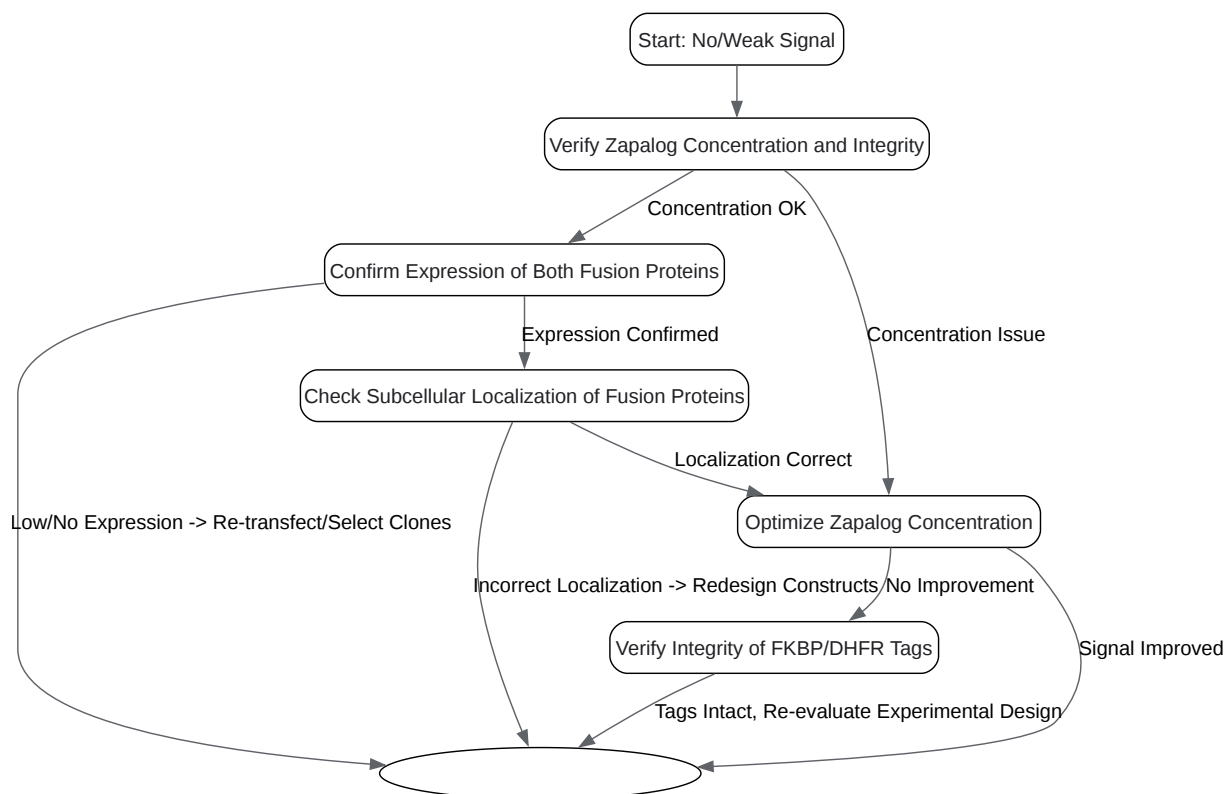 Start: No/Weak Signal
Verify Zapalog Concentration and Integrity
Concentration OK
Confirm Expression of Both Fusion Proteins
Expression Confirmed
Concentration Issue
Check Subcellular Localization of Fusion Proteins
Localization Correct
Low/No Expression -> Re-transfect/Select Clones
Optimize Zapalog Concentration
Incorrect Localization -> Redesign Constructs
No Improvement
Verify Integrity of FKBP/DHFR Tags
Signal Improved
Tags Intact, Re-evaluate Experimental Design